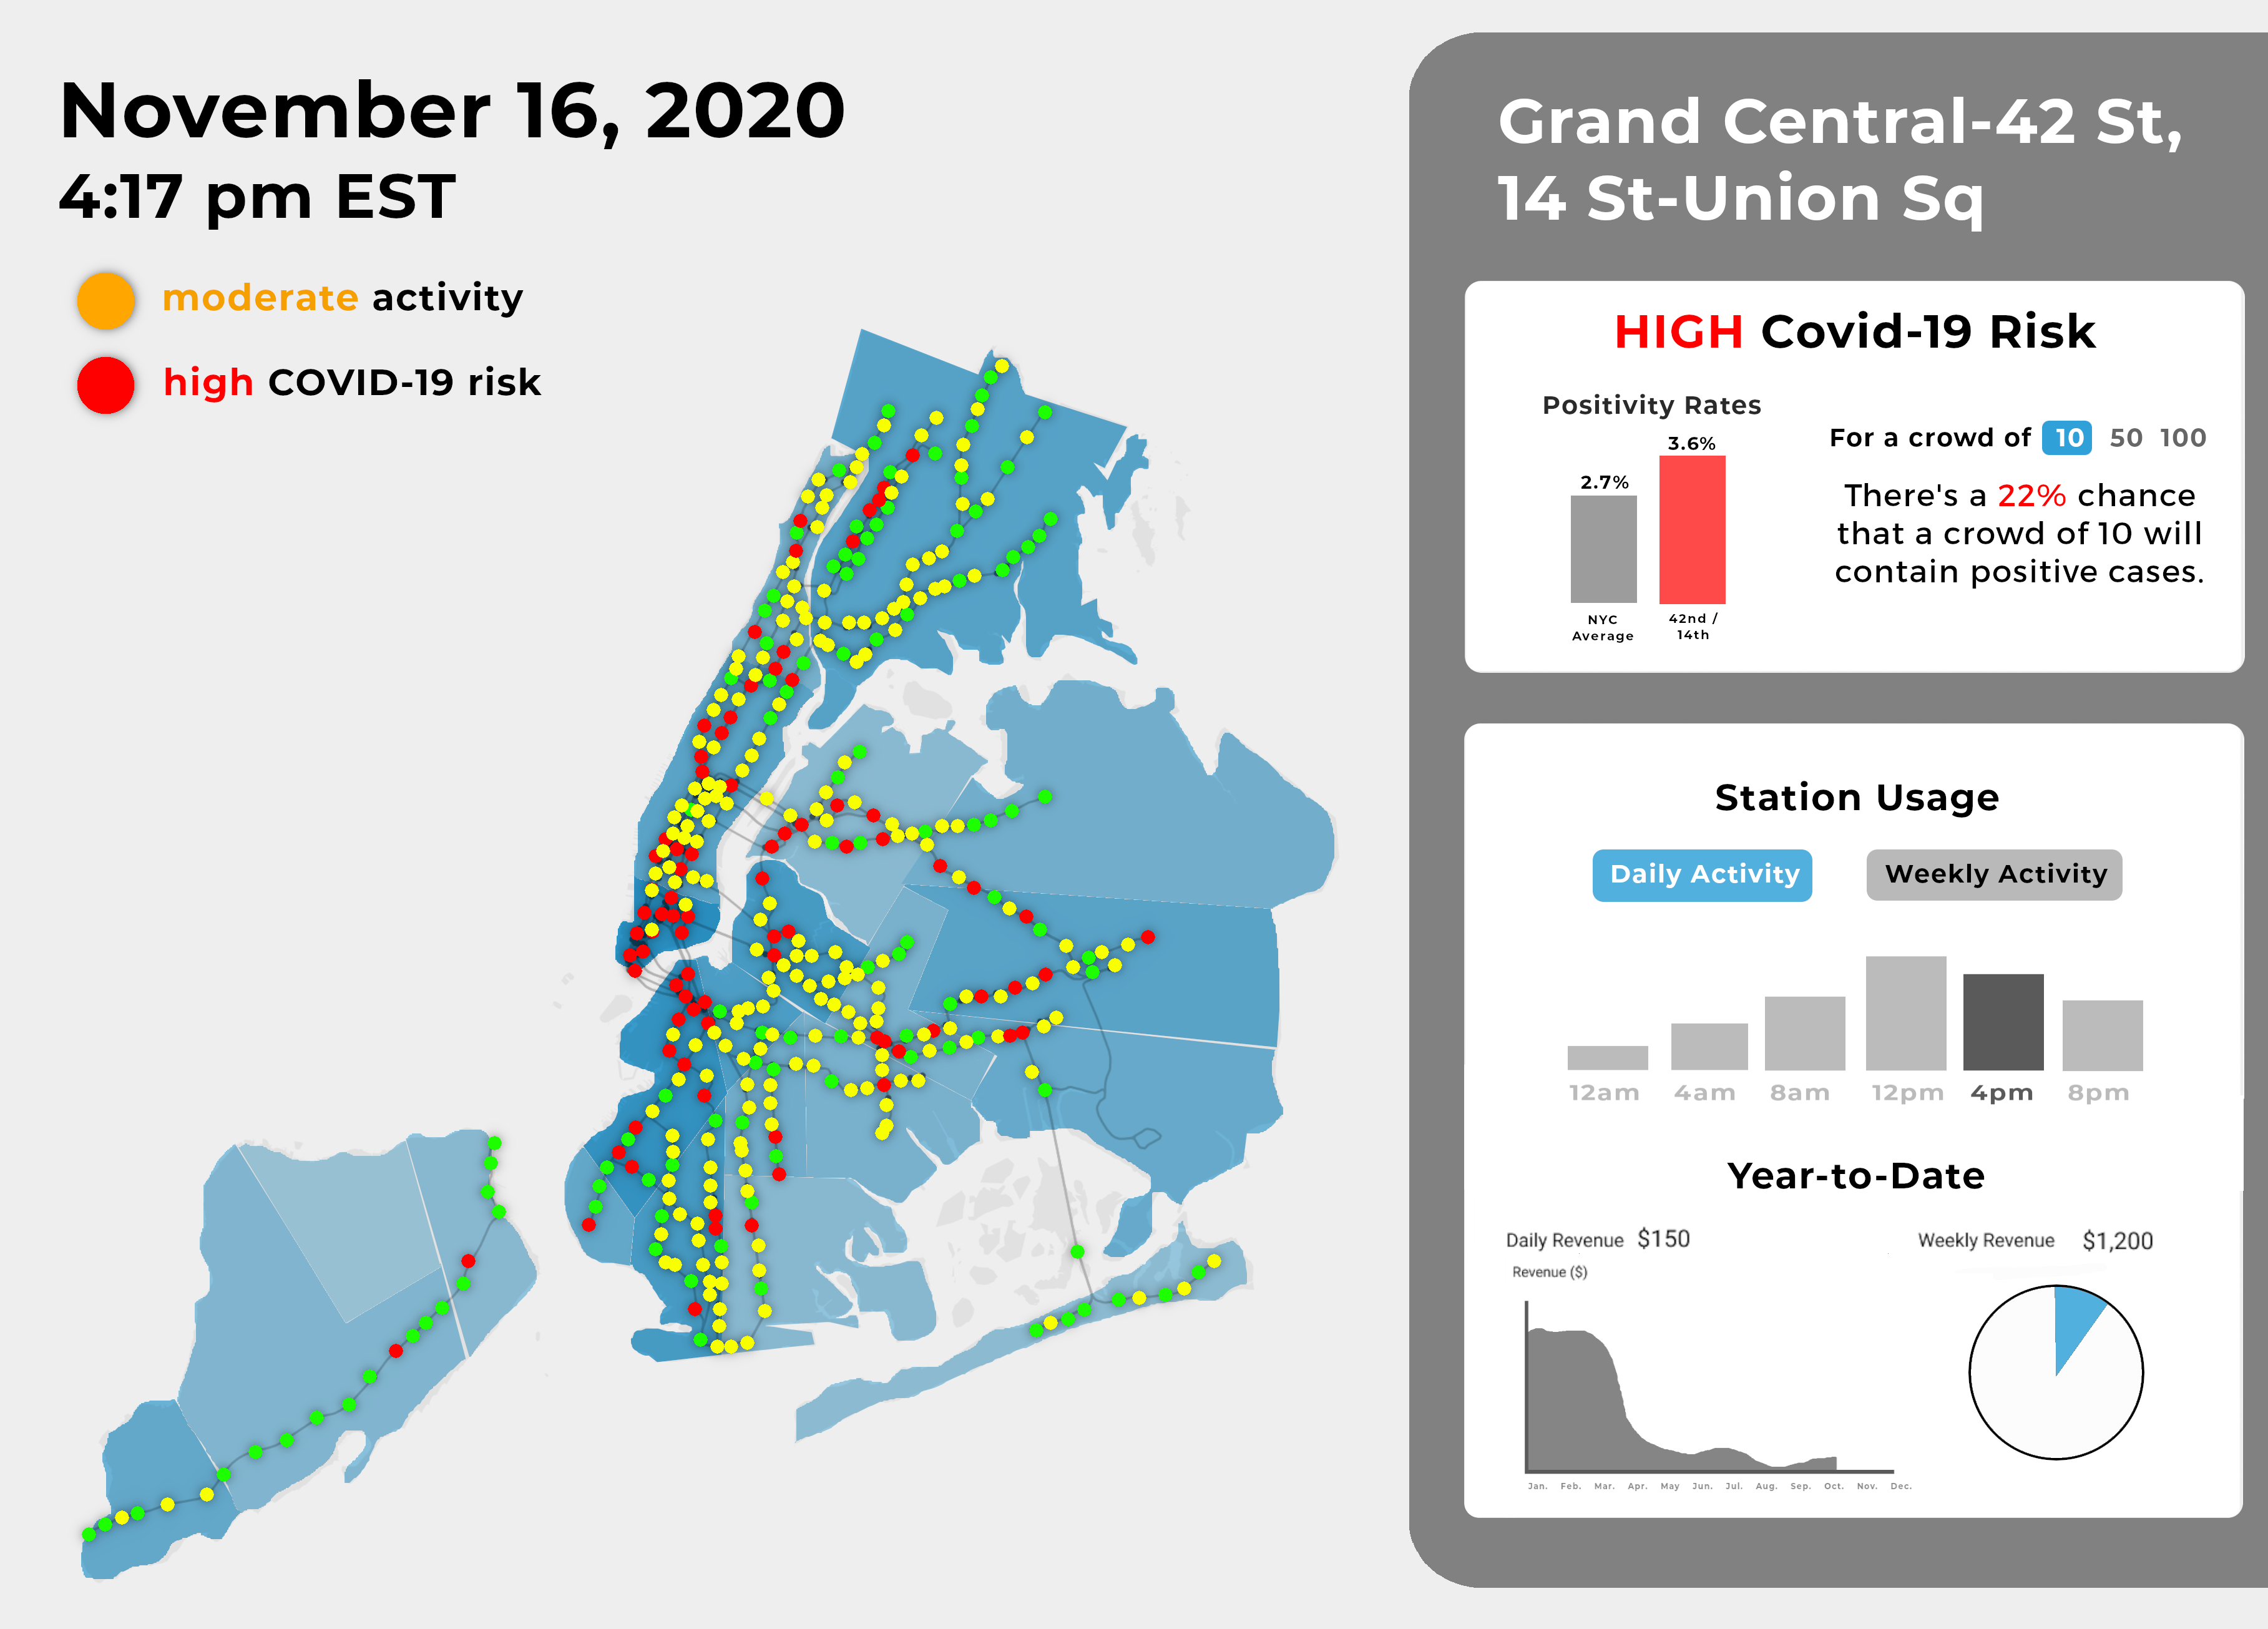 November 16, 2020
4:17 pm EST
moderate activity
high COVID-19 risk
Grand Central-42 St,
14 St-Union Sq
HIGH Covid-19 Risk
Positivity Rates
2.7%
3.6%
NYC
Average
42nd /
14th
For a crowd of 10 50 100
There's a 22% chance
that a crowd of 10 will
contain positive cases.
Station Usage
Daily Activity
Weekly Activity
12am 4am 8am 12pm 4pm 8pm
Year-to-Date
Daily Revenue $150
Revenue ($)
Jan. Feb. Mar. Apr. May Jun. Jul. Aug. Sep. Oct. Nov. Dec.
Weekly Revenue $1,200